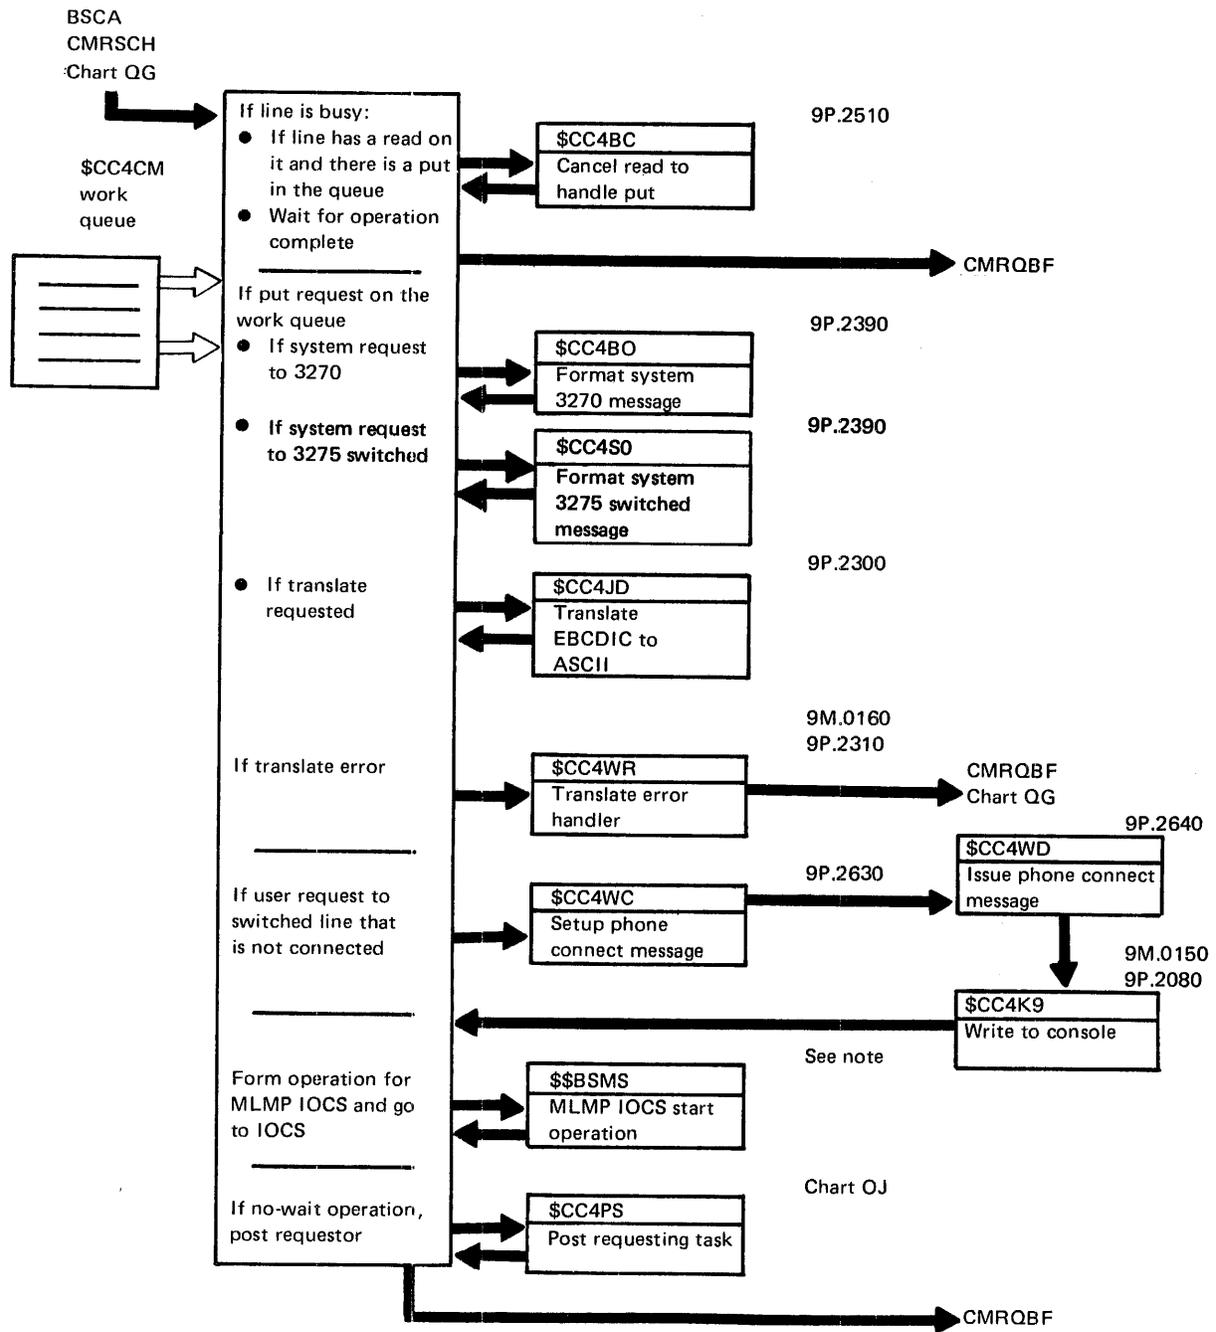 BSCA
CMRSCH
Chart QG
$CC4CM
work
queue
If line is busy:
● If line has a read on
it and there is a put
in the queue
● Wait for operation
complete
9P.2510
$CC4BC
Cancel read to
handle put
CMRQBF
If put request on the
work queue
● If system request
to 3270
9P.2390
$CC4BO
Format system
3270 message
● If system request
to 3275 switched
9P.2390
$CC4S0
Format system
3275 switched
message
● If translate
requested
9P.2300
$CC4JD
Translate
EBCDIC to
ASCII
If translate error
9M.0160
9P.2310
$CC4WR
Translate error
handler
CMRQBF
Chart QG
If user request to
switched line that
is not connected
9P.2630
$CC4WC
Setup phone
connect message
9P.2640
$CC4WD
Issue phone connect
message
9M.0150
9P.2080
$CC4K9
Write to console
Form operation for
MLMP IOCS and go
to IOCS
See note
$$BSMS
MLMP IOCS start
operation
If no-wait operation,
post requestor
Chart OJ
$CC4PS
Post requesting task
CMRQBF